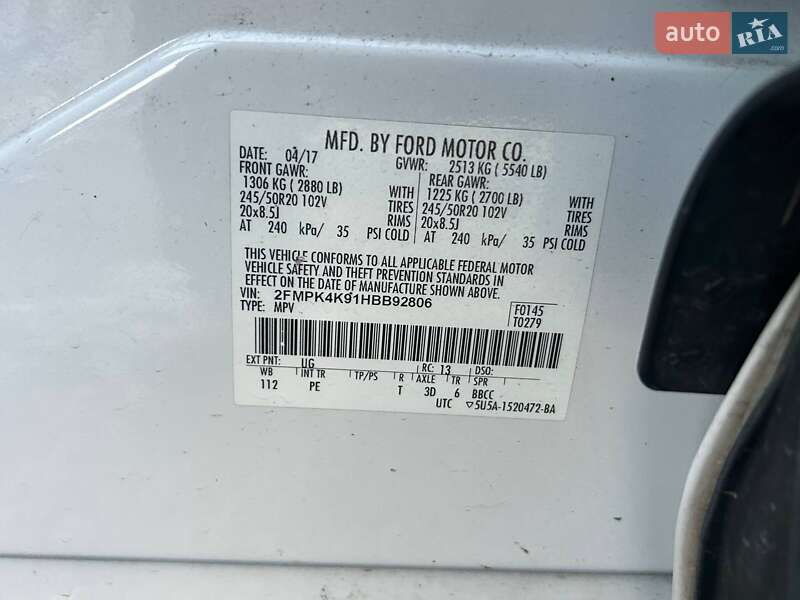 auto RIA.com
MFD. BY FORD MOTOR CO.
DATE: 04/17 GVWR: 2513 KG ( 5540 LB)
FRONT GAWR: REAR GAWR:
1306 KG ( 2880 LB) WITH 1225 KG ( 2700 LB) WITH
245/50R20 102V TIRES 245/50R20 102V TIRES
20x8.5J RIMS 20x8.5J RIMS
AT 240 kPa/ 35 PSI COLD AT 240 kPa/ 35 PSI COLD
THIS VEHICLE CONFORMS TO ALL APPLICABLE FEDERAL MOTOR
VEHICLE SAFETY AND THEFT PREVENTION STANDARDS IN
EFFECT ON THE DATE OF MANUFACTURE SHOWN ABOVE.
VIN: 2FMPK4K91HBB92806 F0145
TYPE: MPV T0279
EXT PNT: UG RC: 13 DSO:
WB INT TR TP/PS R AXLE TR SPR
112 PE T 3D 6 BBCC
UTC ▽5U5A-1520472-BA